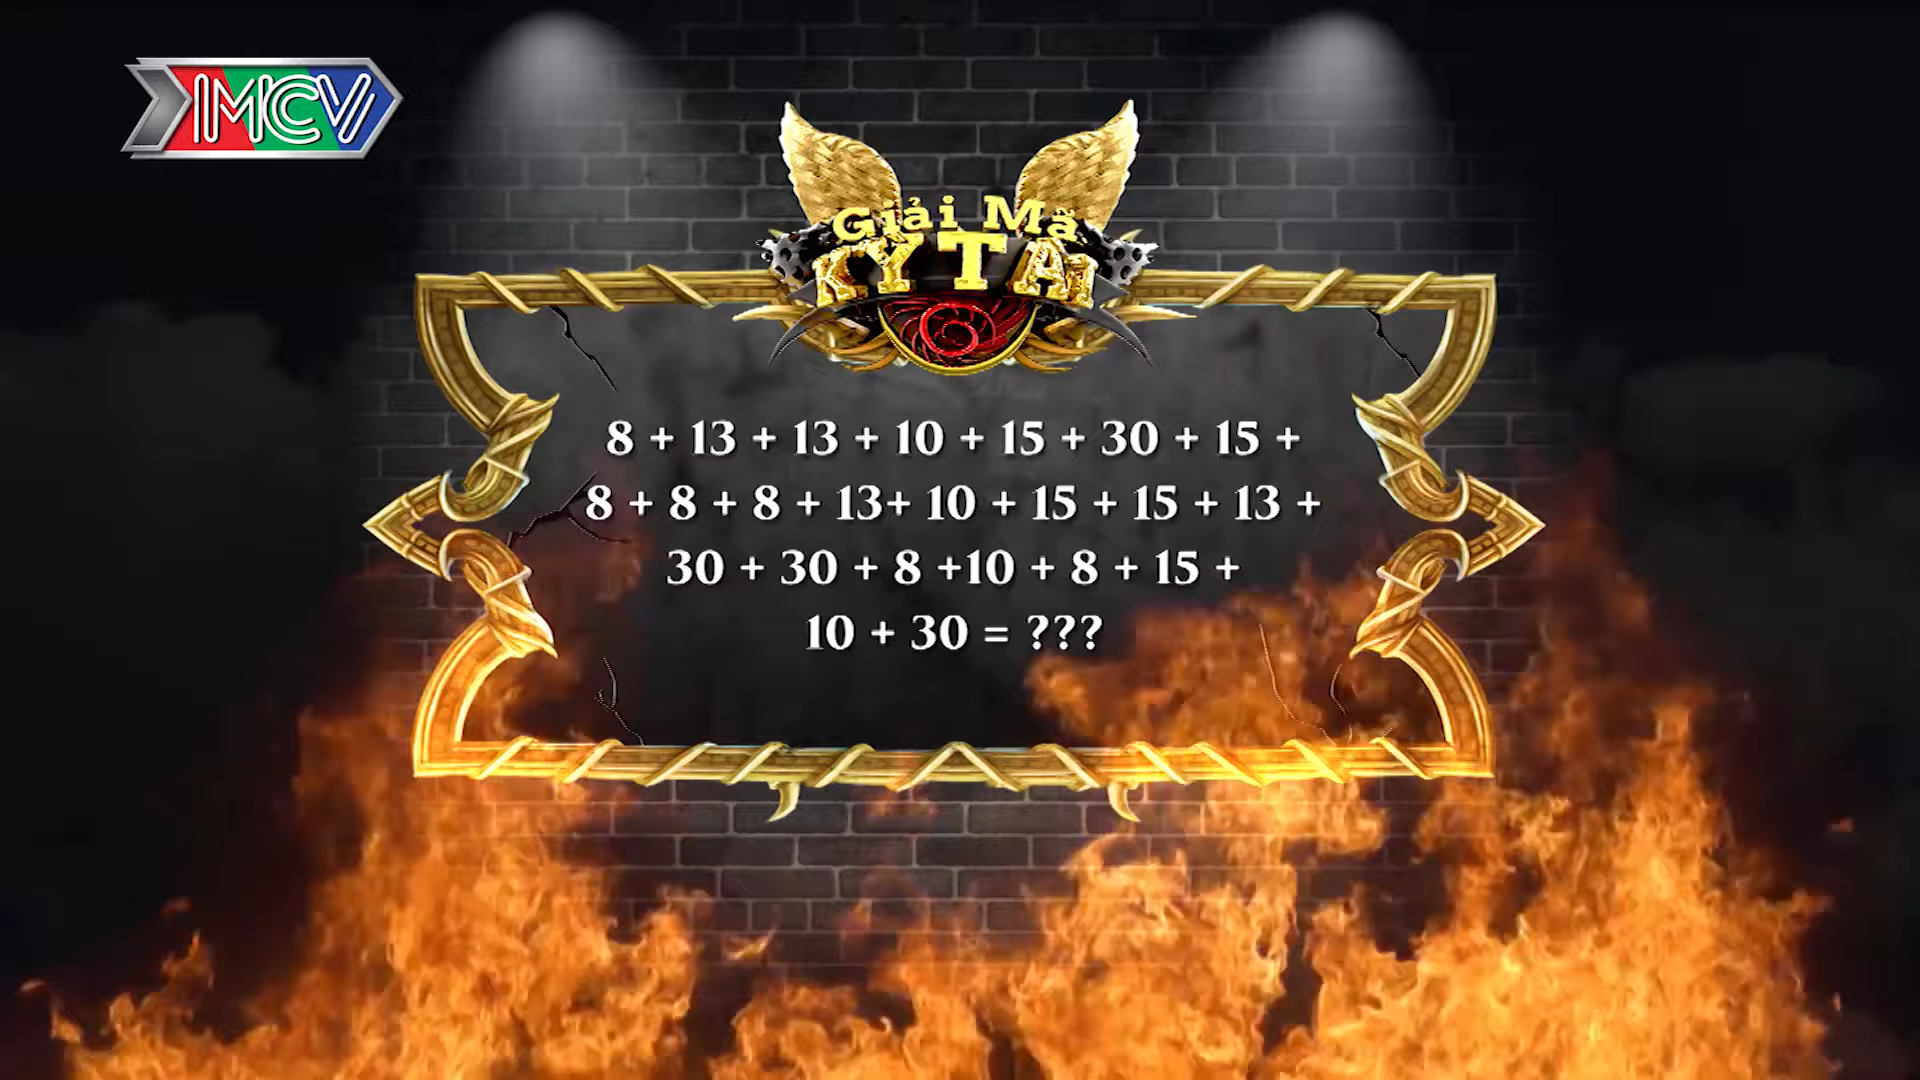 MCV
Giải Mã
KỲ TÀI
8 + 13 + 13 + 10 + 15 + 30 + 15 +
8 + 8 + 8 + 13+ 10 + 15 + 15 + 13 +
30 + 30 + 8 +10 + 8 + 15 +
10 + 30 = ???